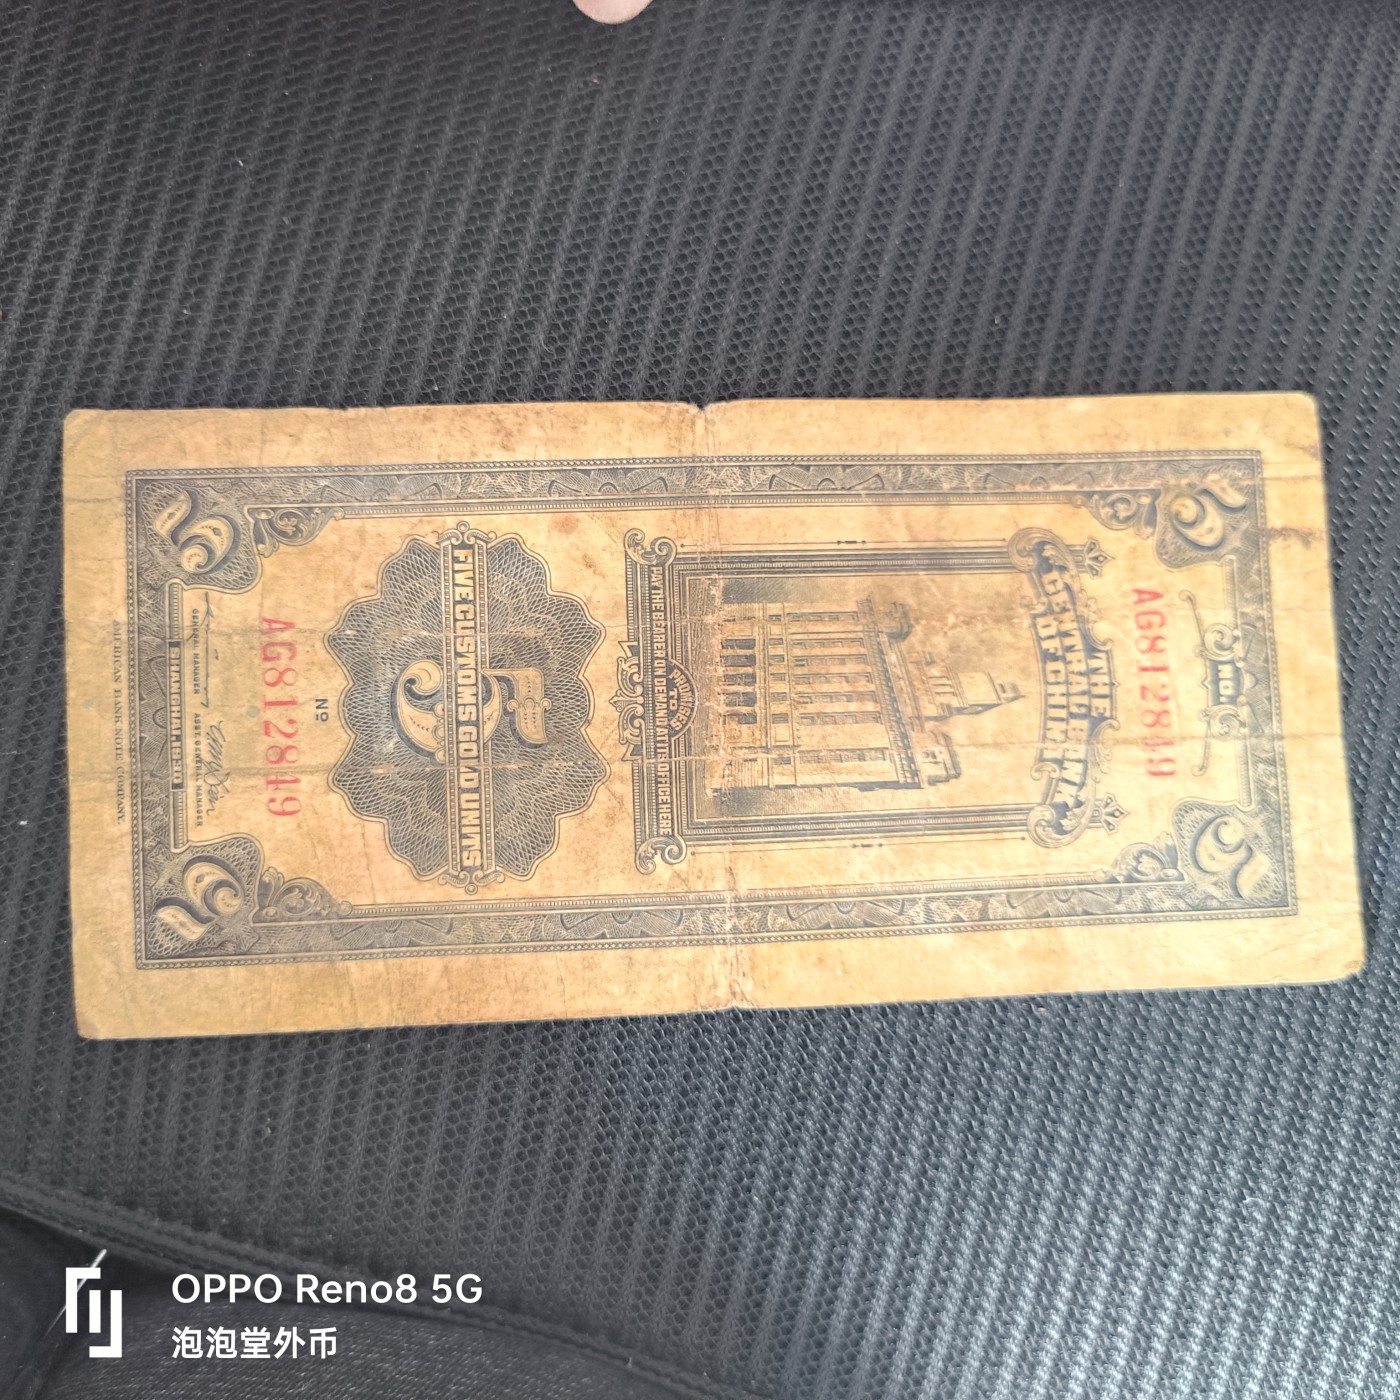 No.
AG812849
THE
CENTRAL BANK
OF CHINA
PROMISES
TO
PAY THE BEARER ON DEMAND AT ITS OFFICE HERE
5
FIVE CUSTOMS GOLD UNITS
No
AG812849
GENERAL MANAGER ASST. GENERAL MANAGER
SHANGHAI. 1930
AMERICAN BANK NOTE COMPANY.
5 5
5 5
OPPO Reno8 5G
泡泡堂外币